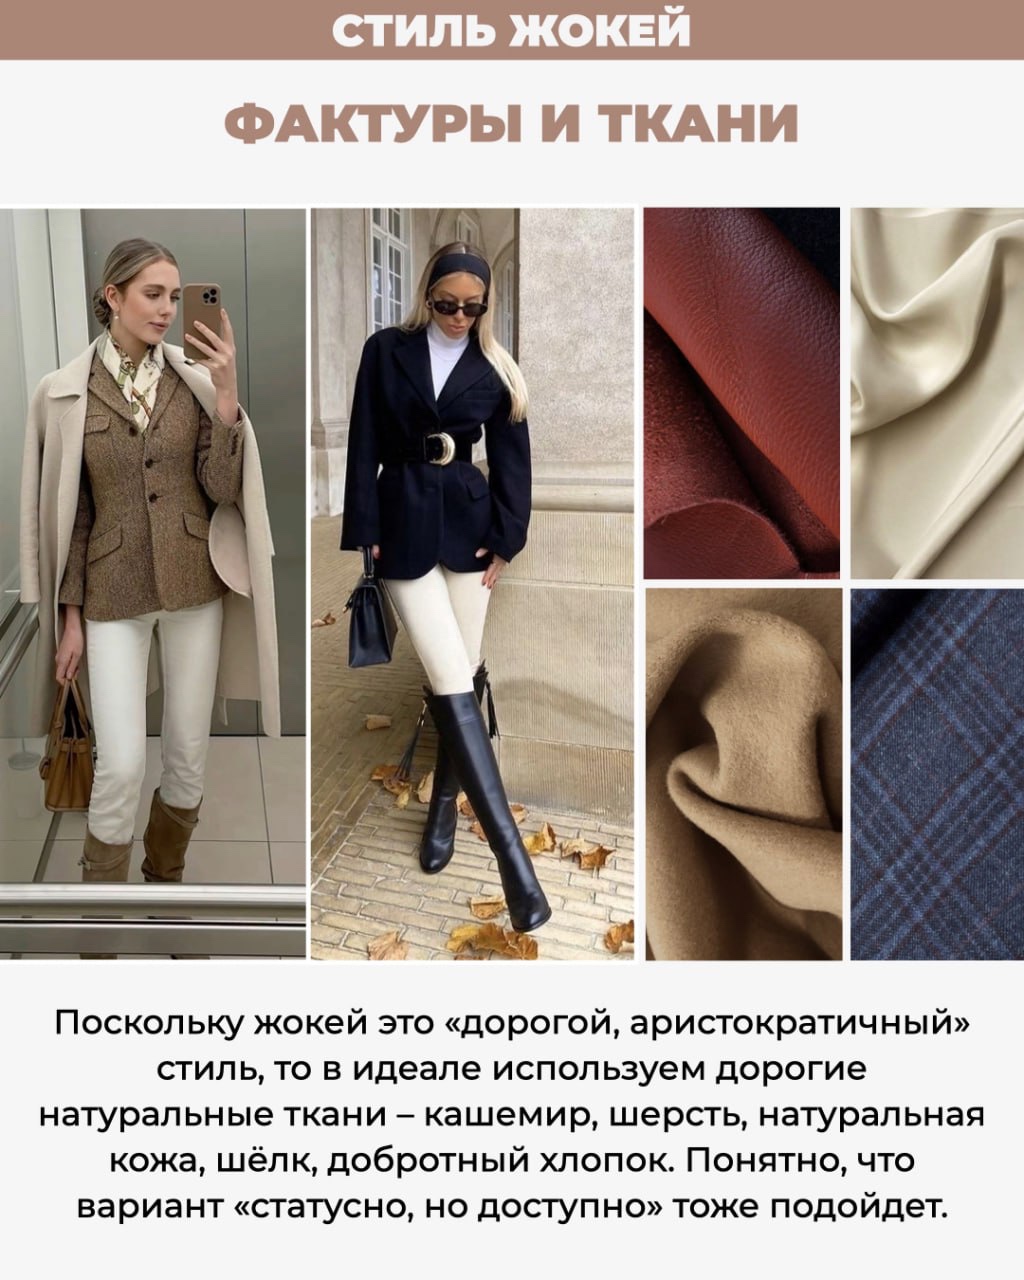 СТИЛЬ ЖОКЕЙ
ФАКТУРЫ И ТКАНИ
Поскольку жокей это «дорогой, аристократичный»
стиль, то в идеале используем дорогие
натуральные ткани – кашемир, шерсть, натуральная
кожа, шёлк, добротный хлопок. Понятно, что
вариант «статусно, но доступно» тоже подойдет.